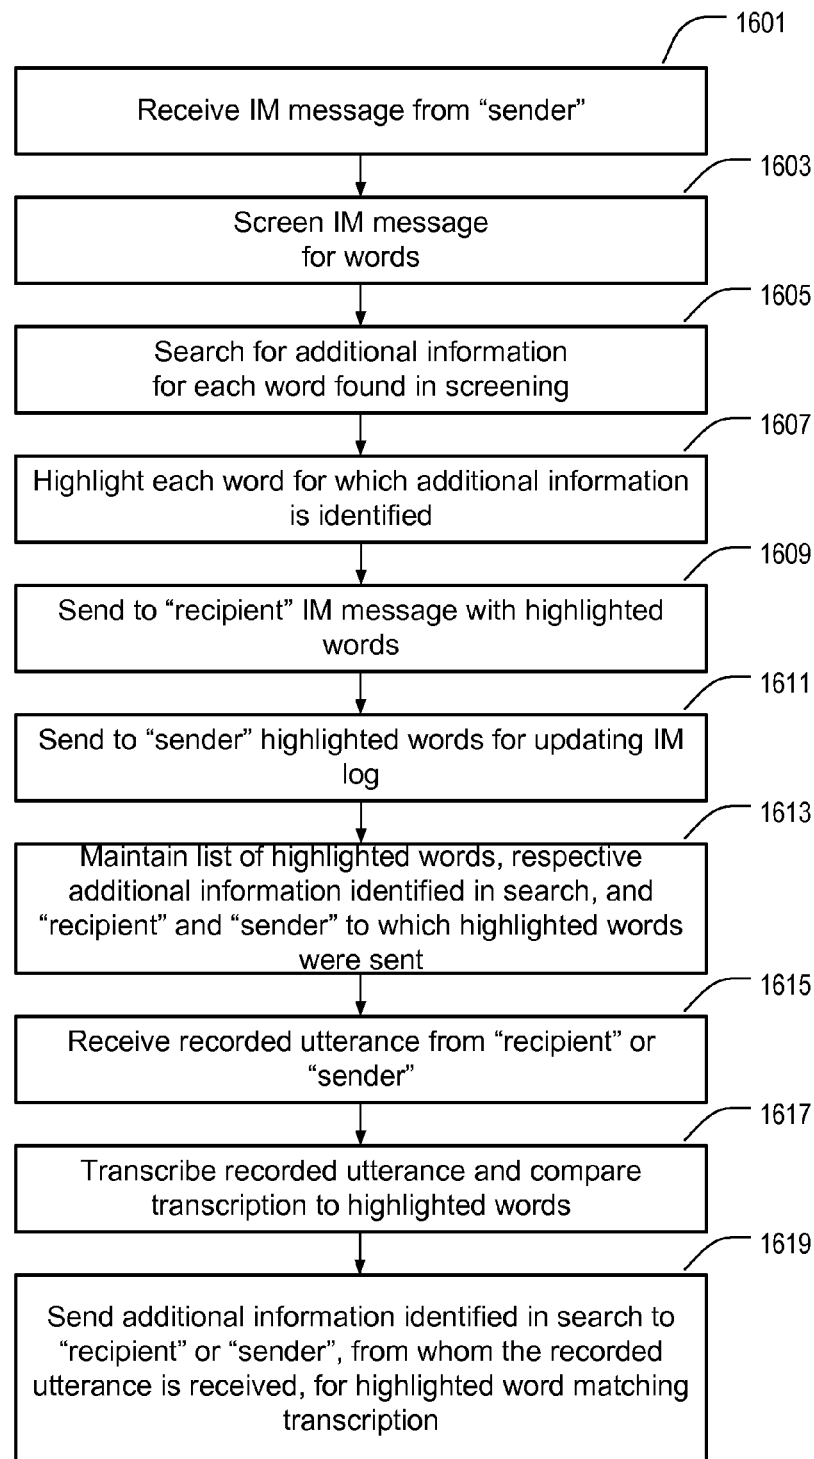 1601
Receive IM message from “sender”
1603
Screen IM message
for words
1605
Search for additional information
for each word found in screening
1607
Highlight each word for which additional information
is identified
1609
Send to “recipient” IM message with highlighted
words
1611
Send to “sender” highlighted words for updating IM
log
1613
Maintain list of highlighted words, respective
additional information identified in search, and
“recipient” and “sender” to which highlighted words
were sent
1615
Receive recorded utterance from “recipient” or
“sender”
1617
Transcribe recorded utterance and compare
transcription to highlighted words
1619
Send additional information identified in search to
“recipient” or “sender”, from whom the recorded
utterance is received, for highlighted word matching
transcription